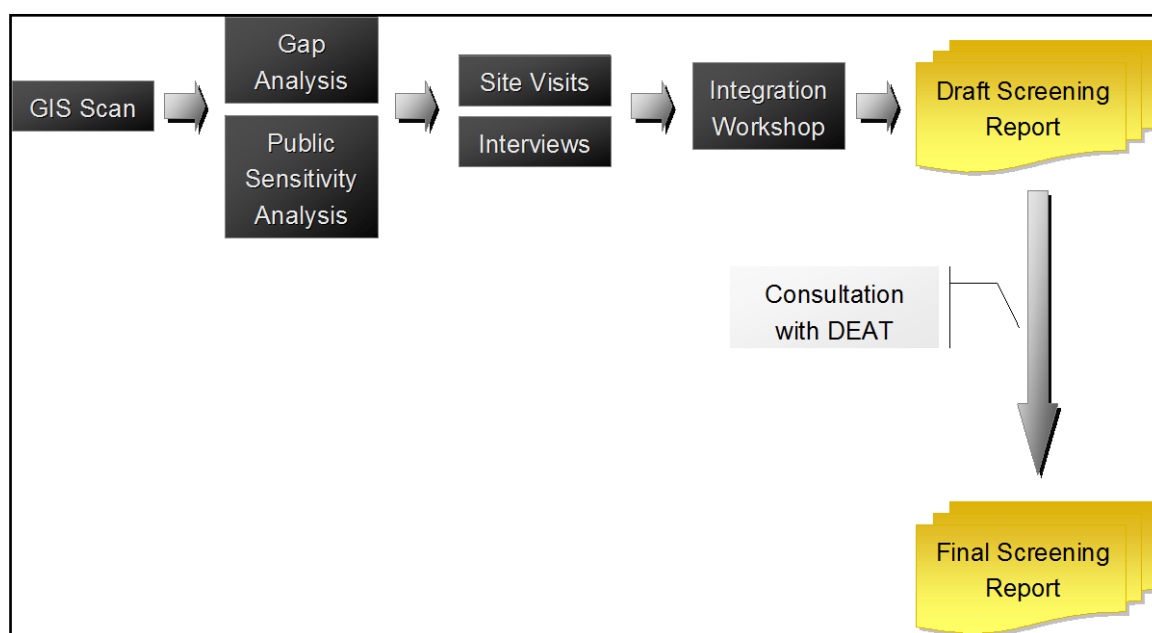 GIS Scan
Gap
Analysis
Public
Sensitivity
Analysis
Site Visits
Interviews
Integration
Workshop
Draft Screening
Report
Consultation
with DEAT
Final Screening
Report